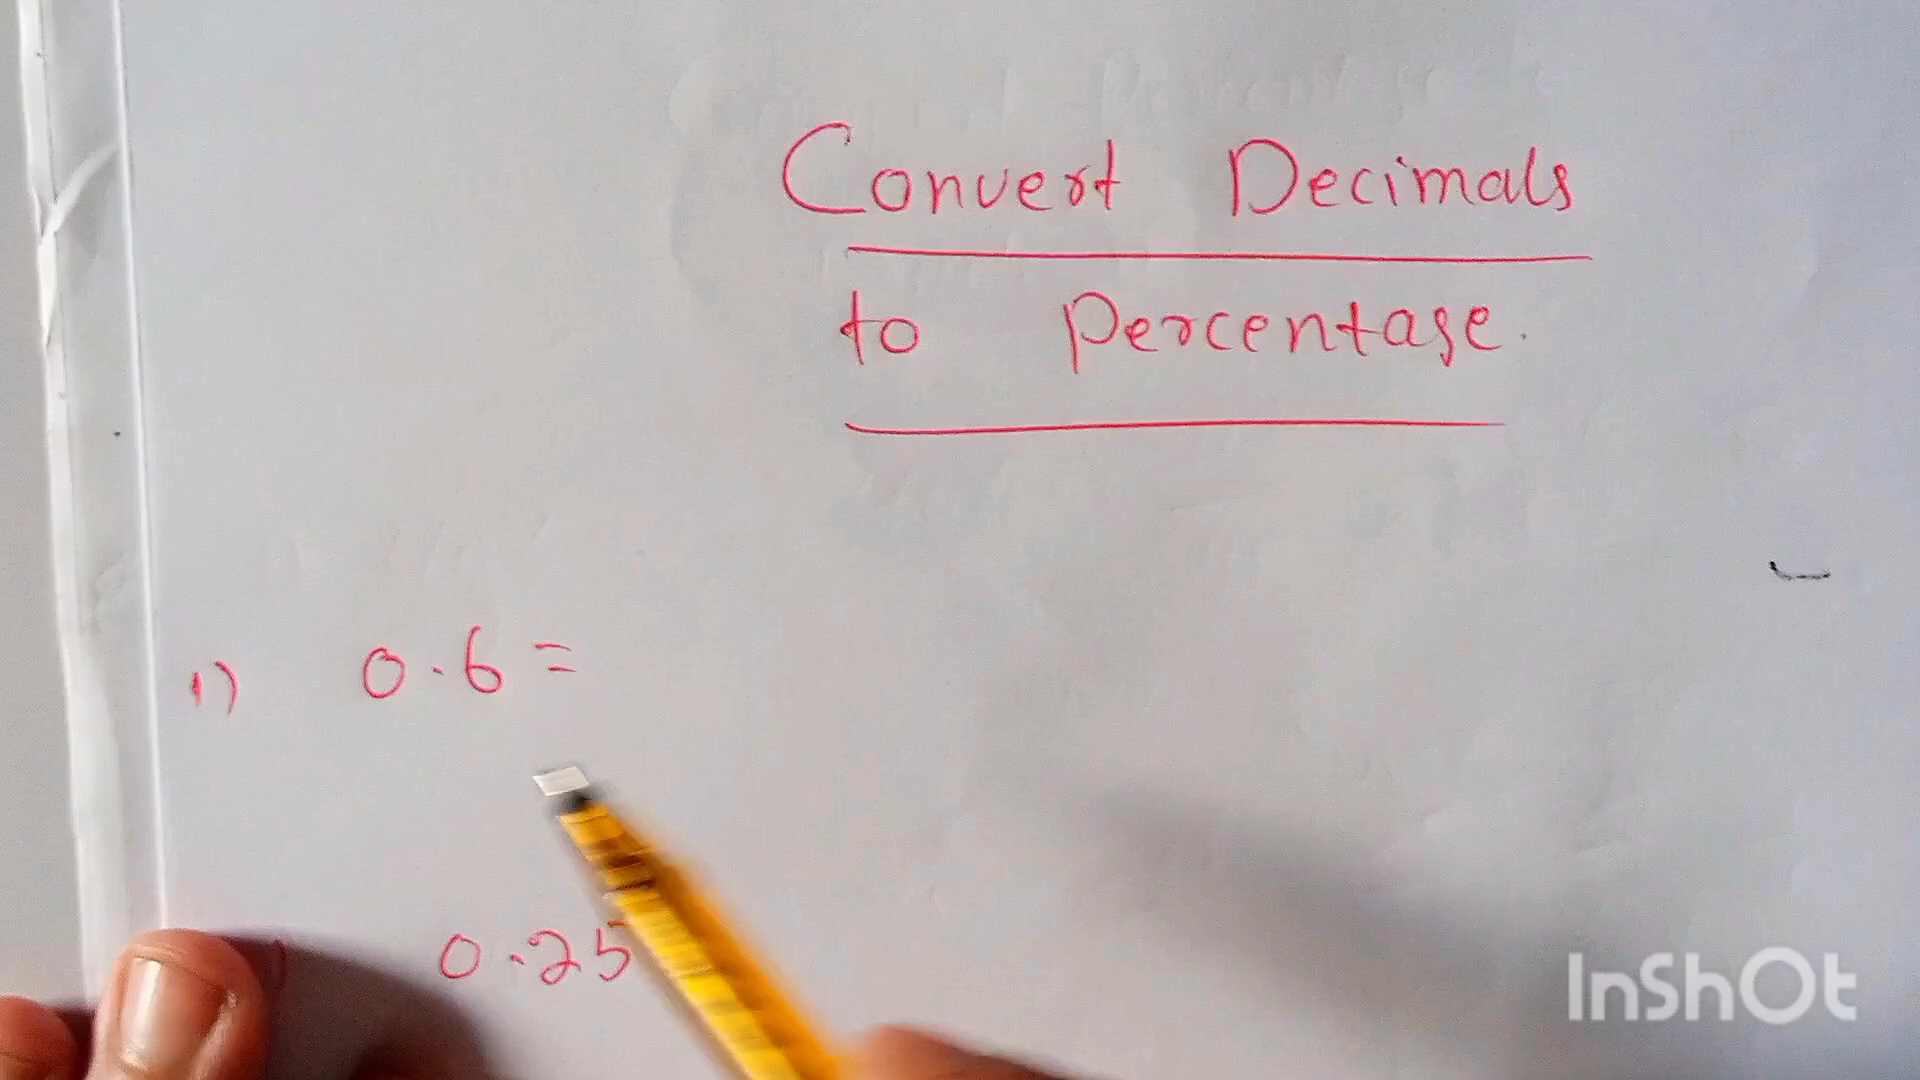 Convert Decimals
to Percentage.
1) 0.6 =
0.25
InShOt